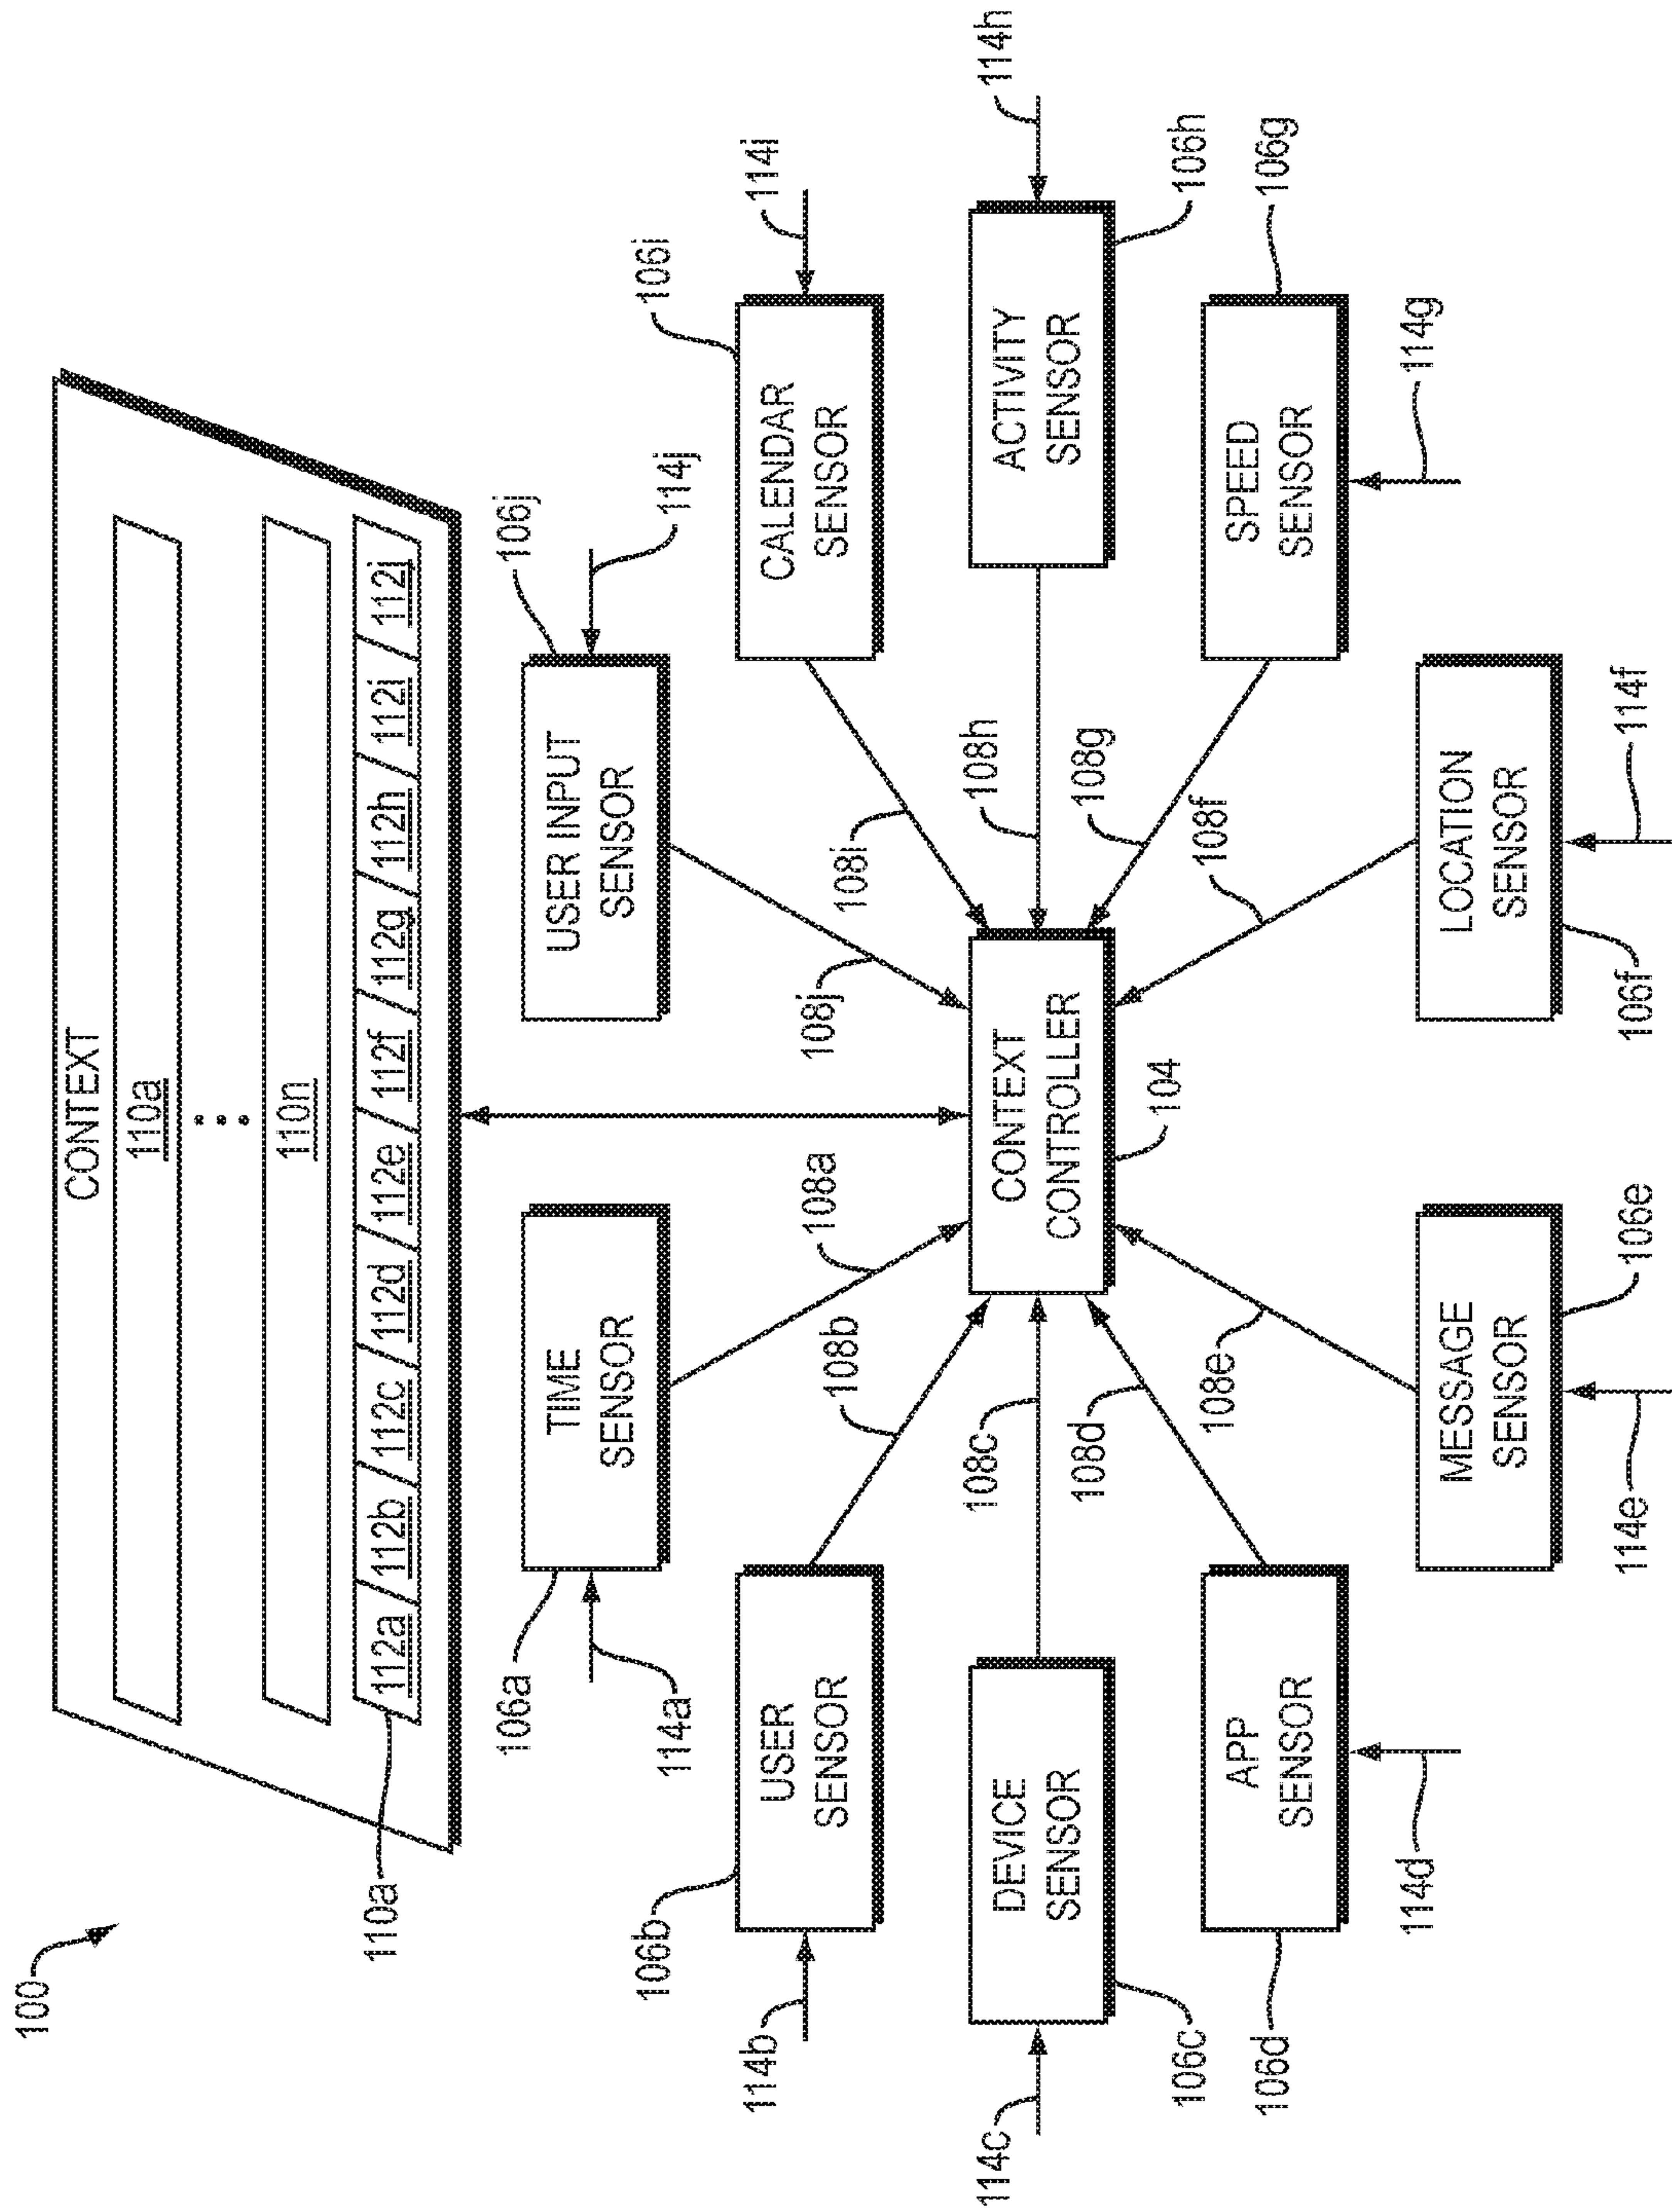 100
CONTEXT
110a
110n
110a
112a
112b
112c
112d
112e
112f
112g
112h
112i
112j
106a
TIME
SENSOR
114a
108a
106j
USER INPUT
SENSOR
114j
108j
106b
USER
SENSOR
114b
108b
106i
CALENDAR
SENSOR
114i
108i
DEVICE
SENSOR
114c
106c
108c
CONTEXT
CONTROLLER
104
108h
ACTIVITY
SENSOR
114h
106h
APP
SENSOR
106d
114d
108d
108g
SPEED
SENSOR
106g
114g
108e
MESSAGE
SENSOR
106e
114e
108f
LOCATION
SENSOR
106f
114f